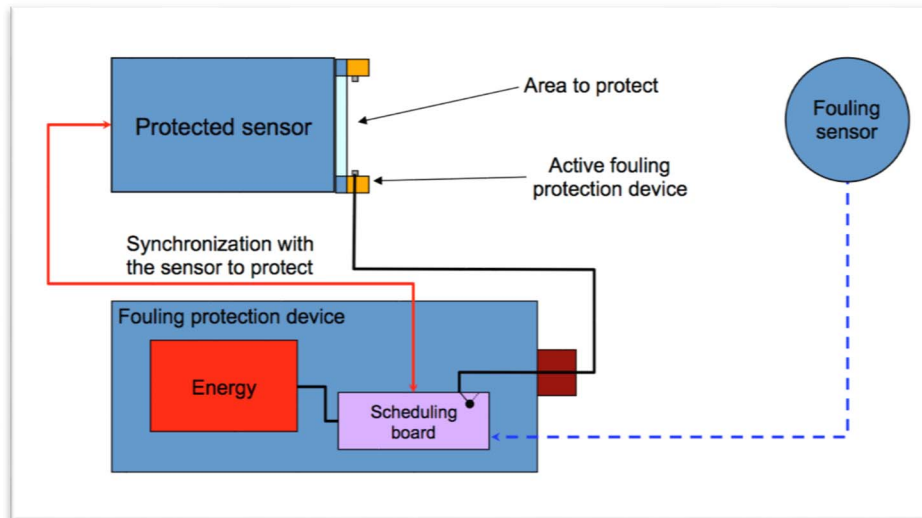 Protected sensor
Area to protect
Fouling
sensor
Active fouling
protection device
Synchronization with
the sensor to protect
Fouling protection device
Energy
Scheduling
board